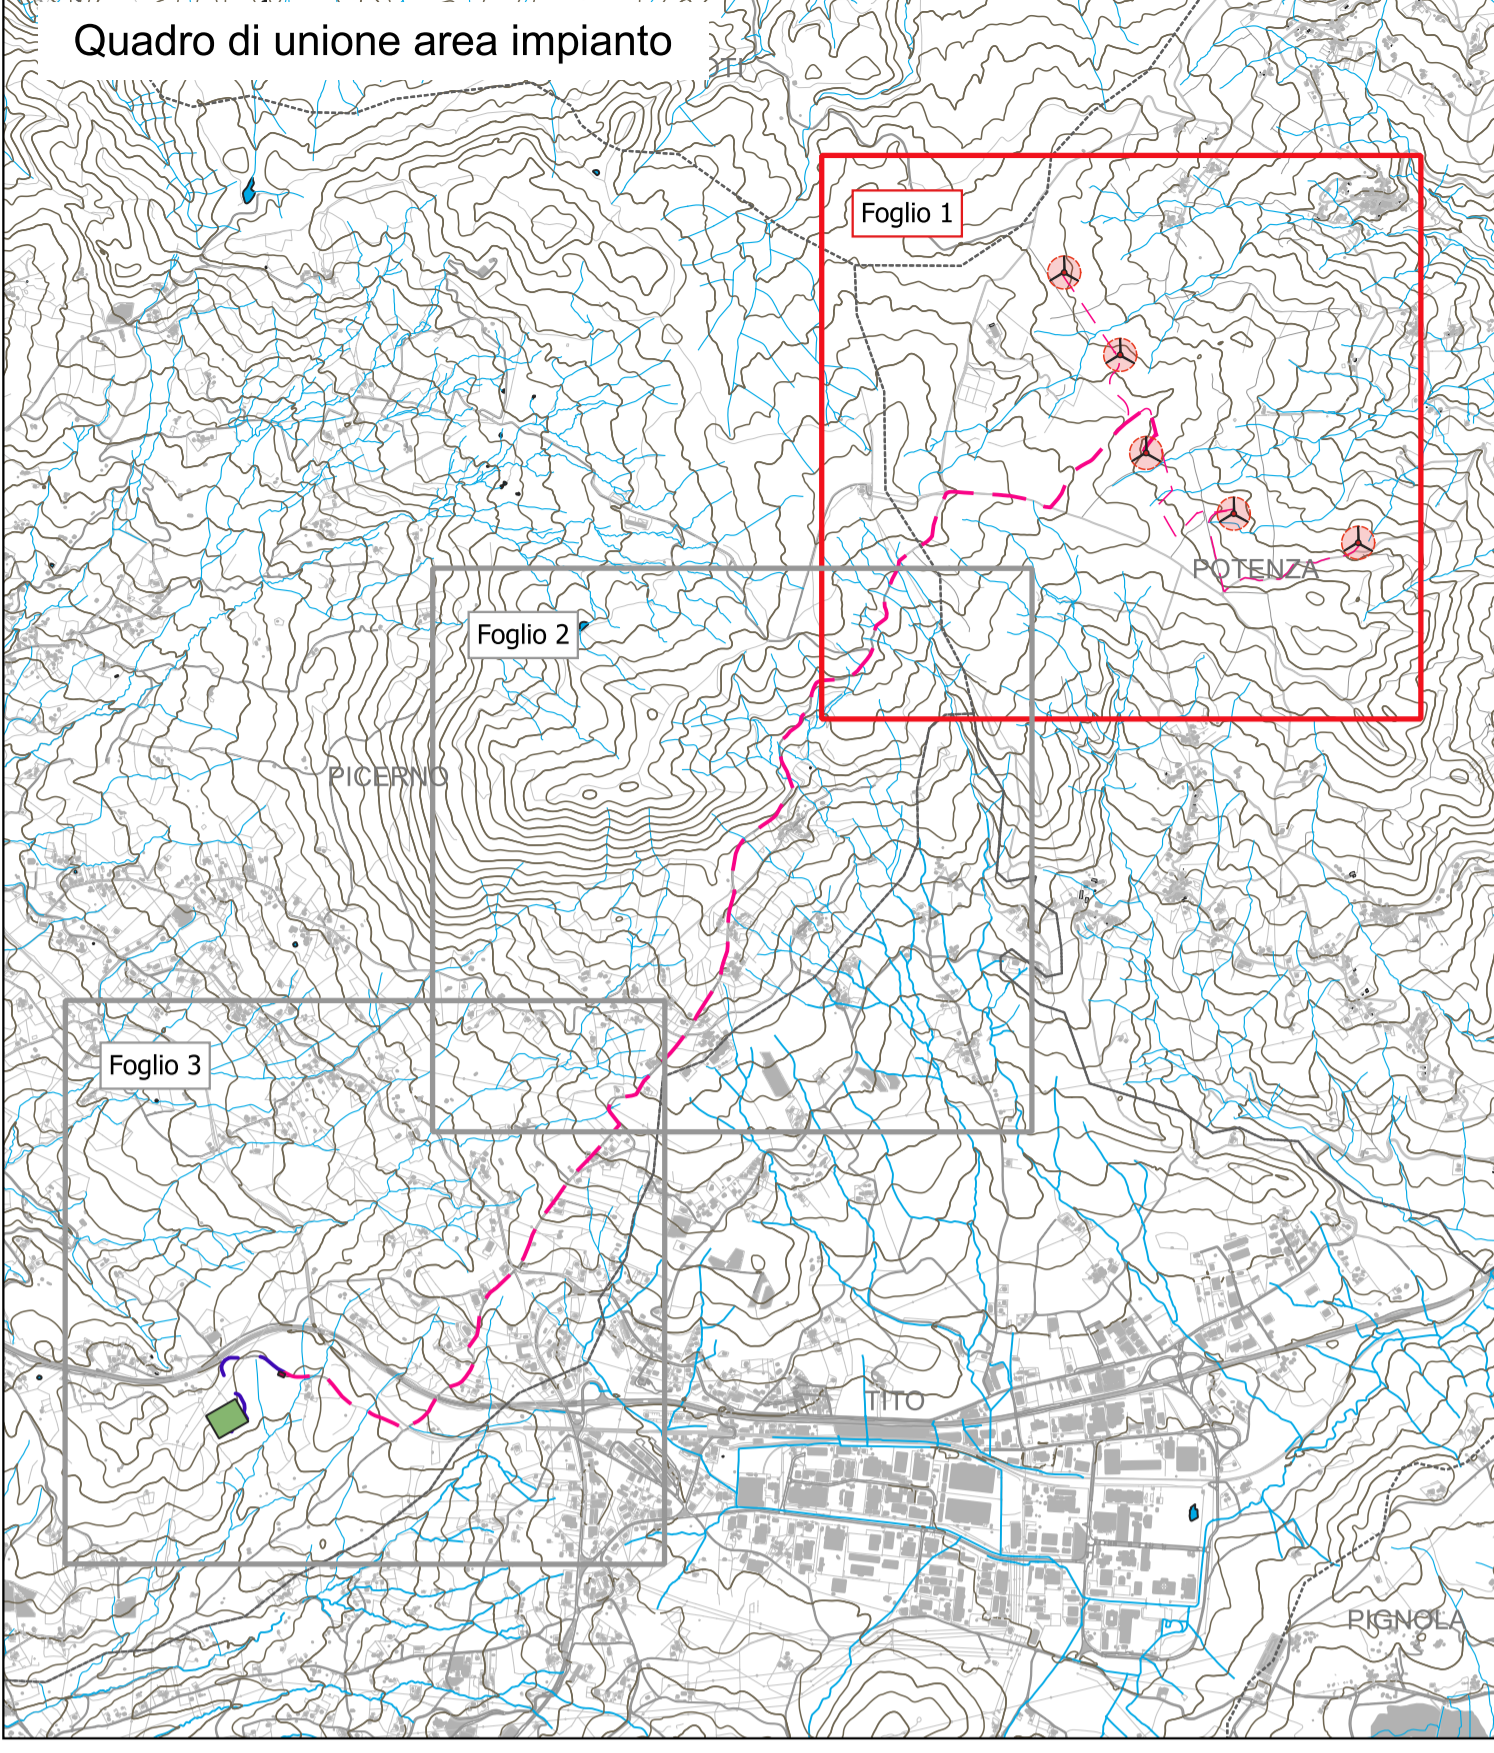 Quadro di unione area impianto
Foglio 1
POTENZA
Foglio 2
PICERNO
Foglio 3
TITO
PIGNOLA